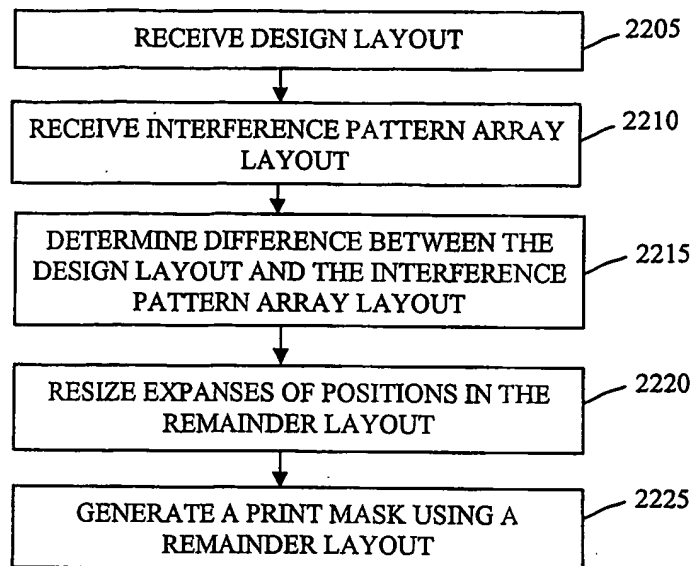 RECEIVE DESIGN LAYOUT
2205
RECEIVE INTERFERENCE PATTERN ARRAY
LAYOUT
2210
DETERMINE DIFFERENCE BETWEEN THE
DESIGN LAYOUT AND THE INTERFERENCE
PATTERN ARRAY LAYOUT
2215
RESIZE EXPANSES OF POSITIONS IN THE
REMAINDER LAYOUT
2220
GENERATE A PRINT MASK USING A
REMAINDER LAYOUT
2225